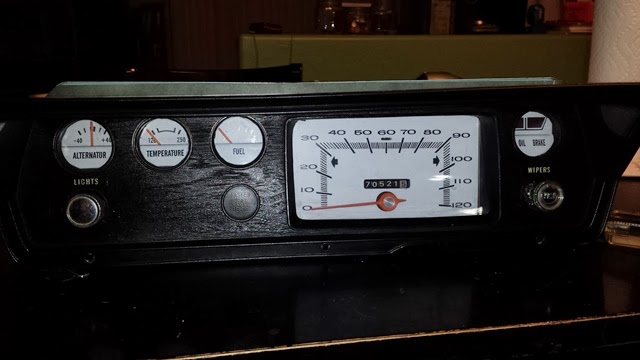 -40 +40
ALTERNATOR
120 250
TEMPERATURE
FUEL
LIGHTS
0 10 20 30 40 50 60 70 80 90 100 110 120
70521 5
OIL BRAKE
WIPERS